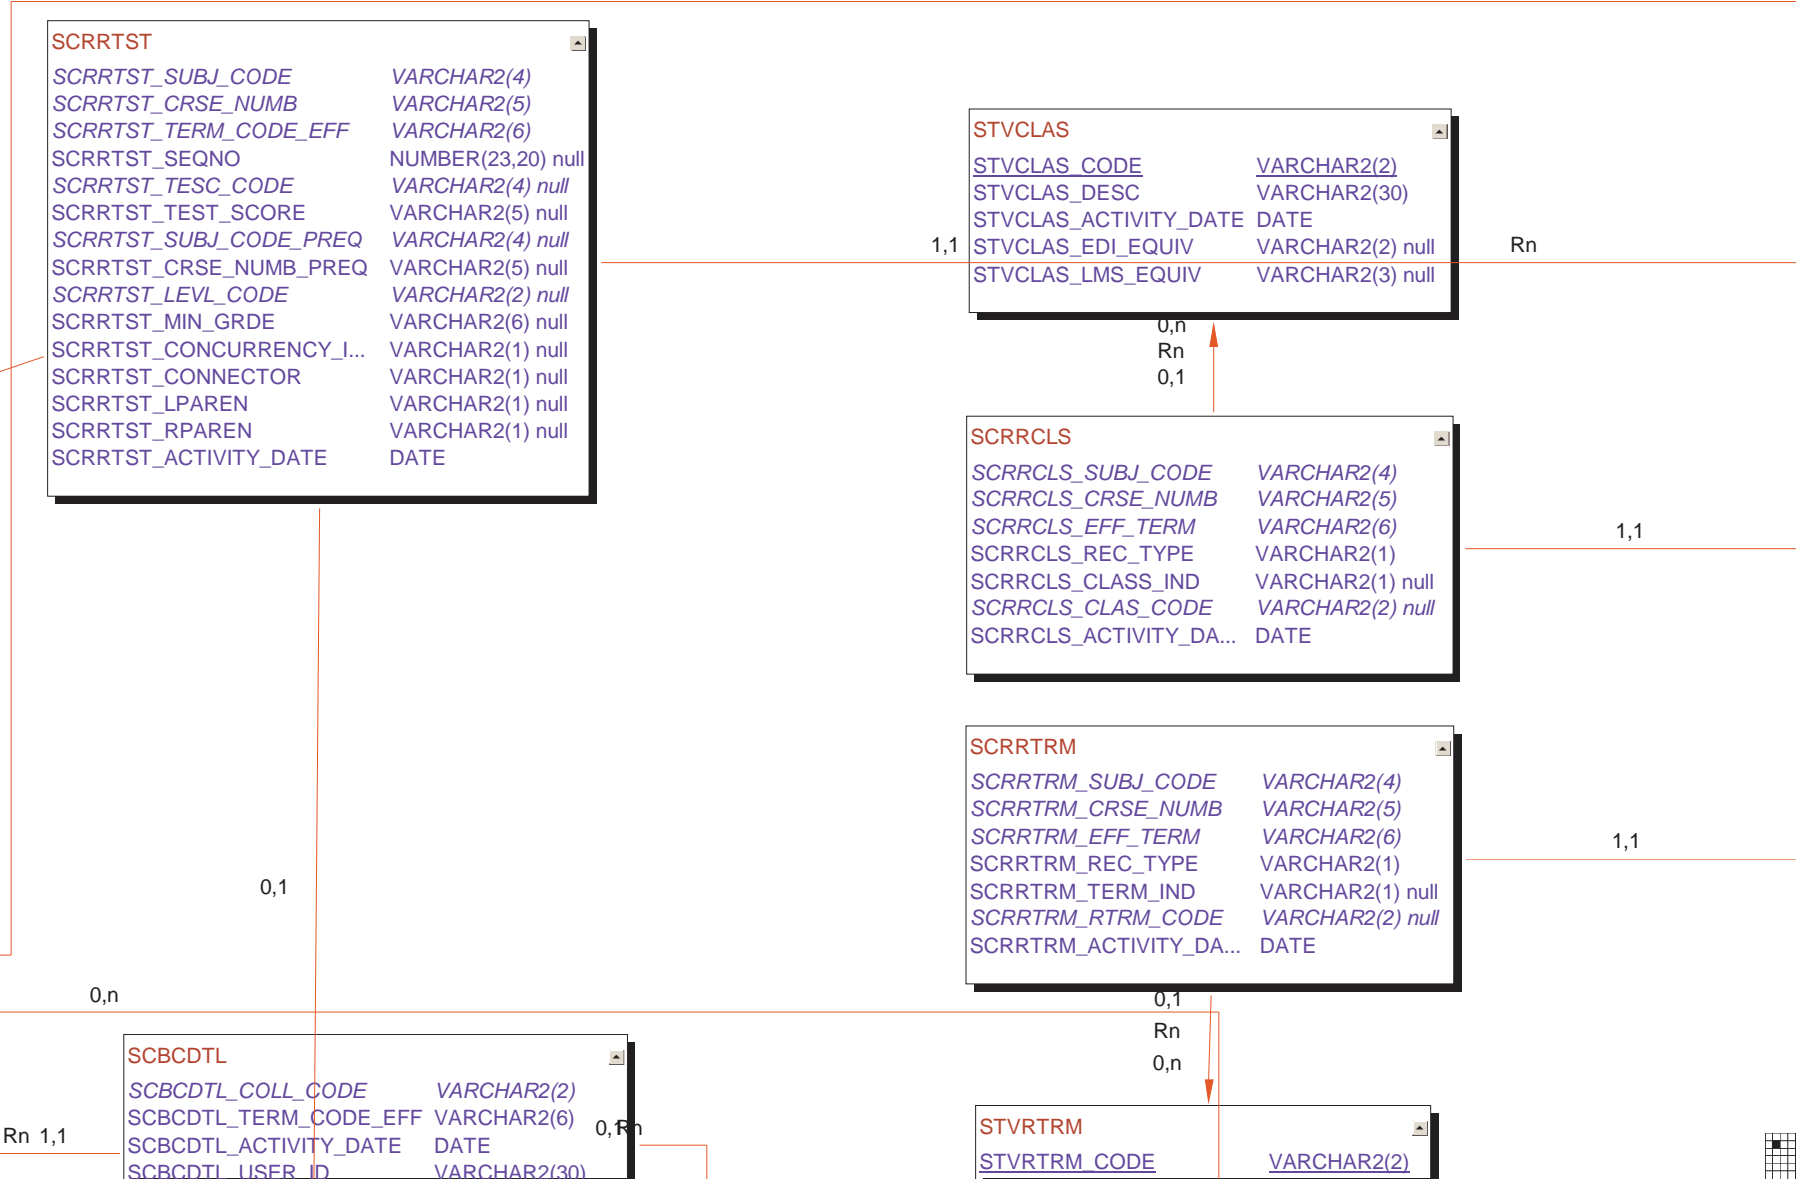 SCRRTST
SCRRTST_SUBJ_CODE VARCHAR2(4)
SCRRTST_CRSE_NUMB VARCHAR2(5)
SCRRTST_TERM_CODE_EFF VARCHAR2(6)
SCRRTST_SEQNO NUMBER(23,20) null
SCRRTST_TESC_CODE VARCHAR2(4) null
SCRRTST_TEST_SCORE VARCHAR2(5) null
SCRRTST_SUBJ_CODE_PREQ VARCHAR2(4) null
SCRRTST_CRSE_NUMB_PREQ VARCHAR2(5) null
SCRRTST_LEVL_CODE VARCHAR2(2) null
SCRRTST_MIN_GRDE VARCHAR2(6) null
SCRRTST_CONCURRENCY_I... VARCHAR2(1) null
SCRRTST_CONNECTOR VARCHAR2(1) null
SCRRTST_LPAREN VARCHAR2(1) null
SCRRTST_RPAREN VARCHAR2(1) null
SCRRTST_ACTIVITY_DATE DATE
STVCLAS
STVCLAS_CODE VARCHAR2(2)
STVCLAS_DESC VARCHAR2(30)
STVCLAS_ACTIVITY_DATE DATE
STVCLAS_EDI_EQUIV VARCHAR2(2) null
STVCLAS_LMS_EQUIV VARCHAR2(3) null
1,1
Rn
0,n
Rn
0,1
SCRRCLS
SCRRCLS_SUBJ_CODE VARCHAR2(4)
SCRRCLS_CRSE_NUMB VARCHAR2(5)
SCRRCLS_EFF_TERM VARCHAR2(6)
SCRRCLS_REC_TYPE VARCHAR2(1)
SCRRCLS_CLASS_IND VARCHAR2(1) null
SCRRCLS_CLAS_CODE VARCHAR2(2) null
SCRRCLS_ACTIVITY_DA... DATE
1,1
SCRRTRM
SCRRTRM_SUBJ_CODE VARCHAR2(4)
SCRRTRM_CRSE_NUMB VARCHAR2(5)
SCRRTRM_EFF_TERM VARCHAR2(6)
SCRRTRM_REC_TYPE VARCHAR2(1)
SCRRTRM_TERM_IND VARCHAR2(1) null
SCRRTRM_RTRM_CODE VARCHAR2(2) null
SCRRTRM_ACTIVITY_DA... DATE
1,1
0,1
0,n
0,1
Rn
0,n
SCBCDTL
SCBCDTL_COLL_CODE VARCHAR2(2)
SCBCDTL_TERM_CODE_EFF VARCHAR2(6)
SCBCDTL_ACTIVITY_DATE DATE
SCBCDTL_USER_ID VARCHAR2(30)
Rn 1,1
0,1
Rn
STVRTRM
STVRTRM_CODE VARCHAR2(2)